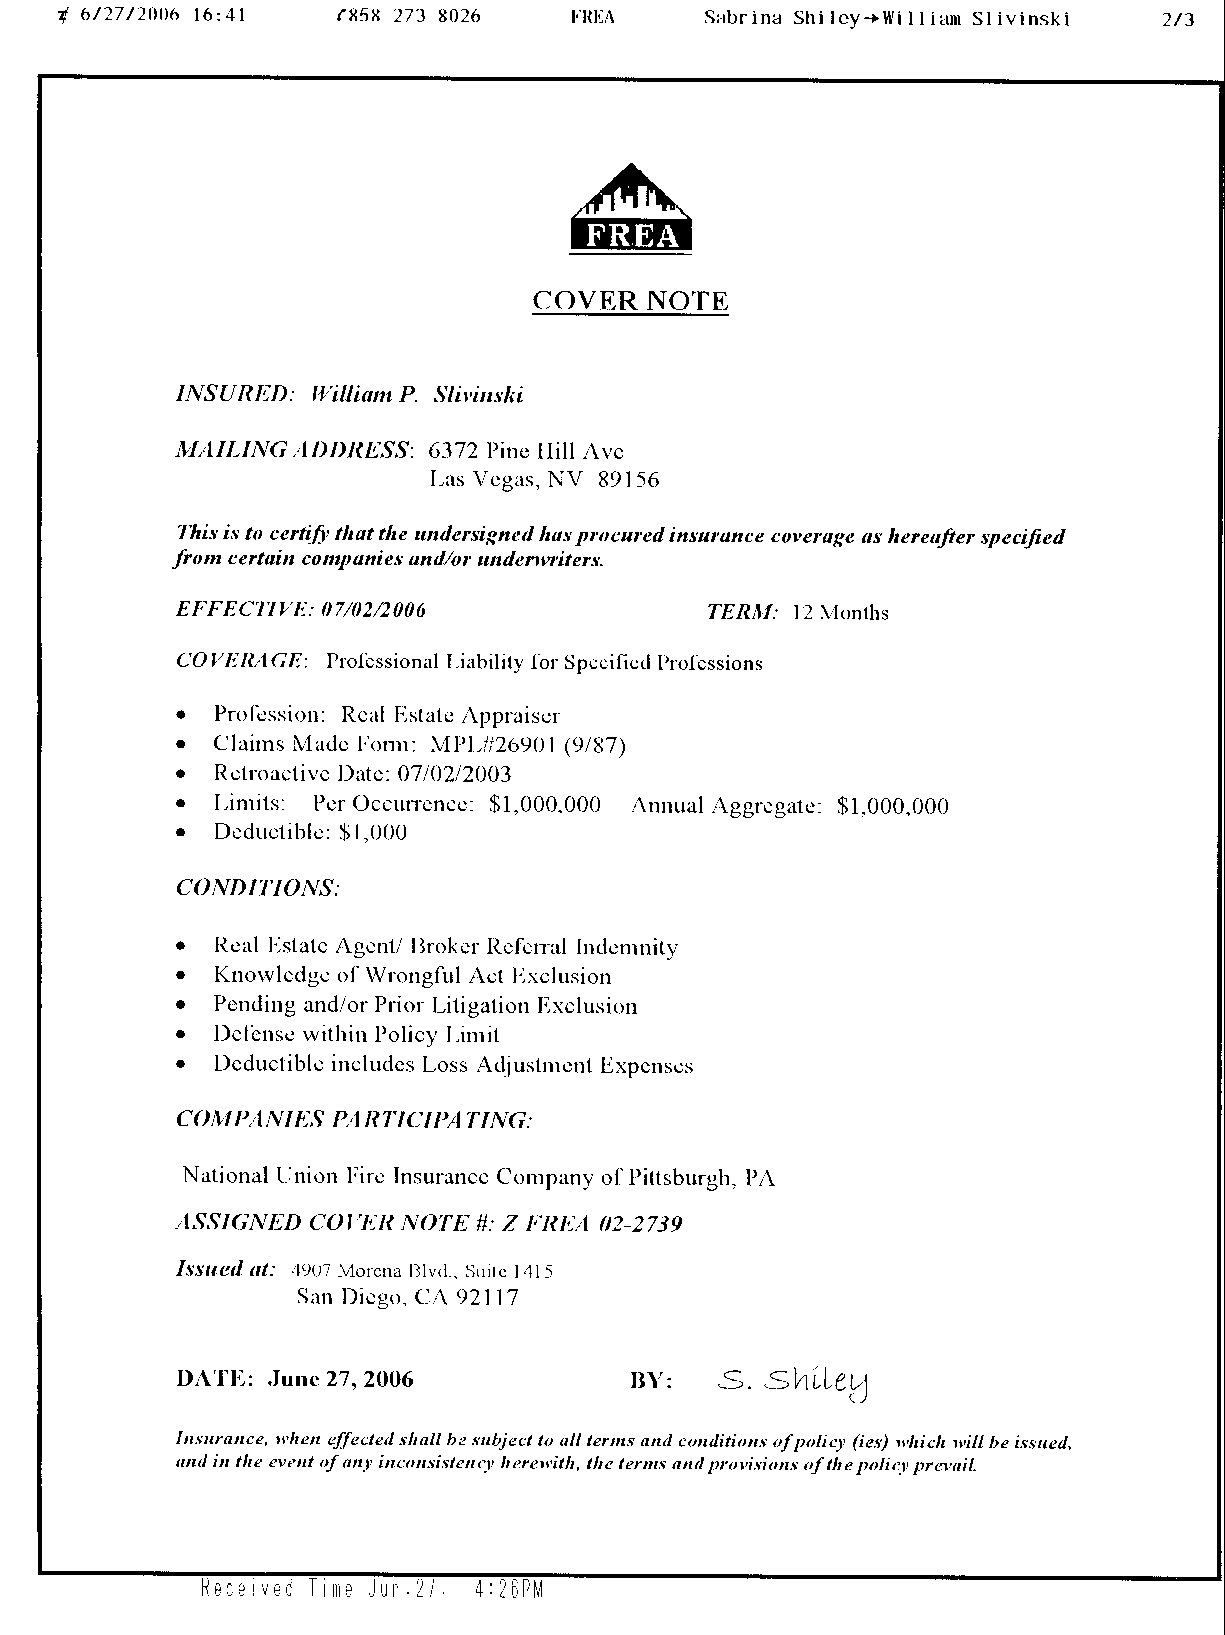 6/27/2006 16:41 858 273 8026 FREA Sabrina Shiley→William Slivinski 2/3
FREA
COVER NOTE
INSURED: William P. Slivinski
MAILING ADDRESS: 6372 Pine Hill Ave
Las Vegas, NV 89156
This is to certify that the undersigned has procured insurance coverage as hereafter specified
from certain companies and/or underwriters.
EFFECTIVE: 07/02/2006 TERM: 12 Months
COVERAGE: Professional Liability for Specified Professions
• Profession: Real Estate Appraiser
• Claims Made Form: MPL#26901 (9/87)
• Retroactive Date: 07/02/2003
• Limits: Per Occurrence: $1,000,000 Annual Aggregate: $1,000,000
• Deductible: $1,000
CONDITIONS:
• Real Estate Agent/ Broker Referral Indemnity
• Knowledge of Wrongful Act Exclusion
• Pending and/or Prior Litigation Exclusion
• Defense within Policy Limit
• Deductible includes Loss Adjustment Expenses
COMPANIES PARTICIPATING:
National Union Fire Insurance Company of Pittsburgh, PA
ASSIGNED COVER NOTE #: Z FREA 02-2739
Issued at: 4907 Morena Blvd., Suite 1415
San Diego, CA 92117
DATE: June 27, 2006 BY: S. Shiley
Insurance, when effected shall be subject to all terms and conditions of policy (ies) which will be issued,
and in the event of any inconsistency herewith, the terms and provisions of the policy prevail.
Received Time Jun. 27. 4:26PM